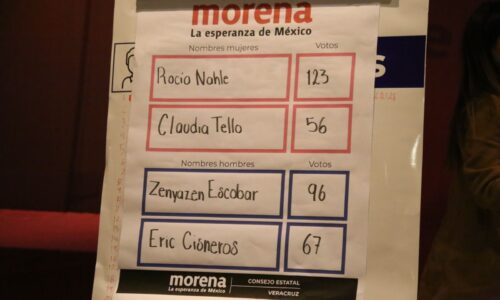 morena
La esperanza de México
Nombres mujeres Votos
Rocio Nahle 123
Claudia Tello 56
Nombres hombres Votos
Zenyazen Escobar 96
Eric Cisneros 67
morena
La esperanza de México
CONSEJO ESTATAL
VERACRUZ